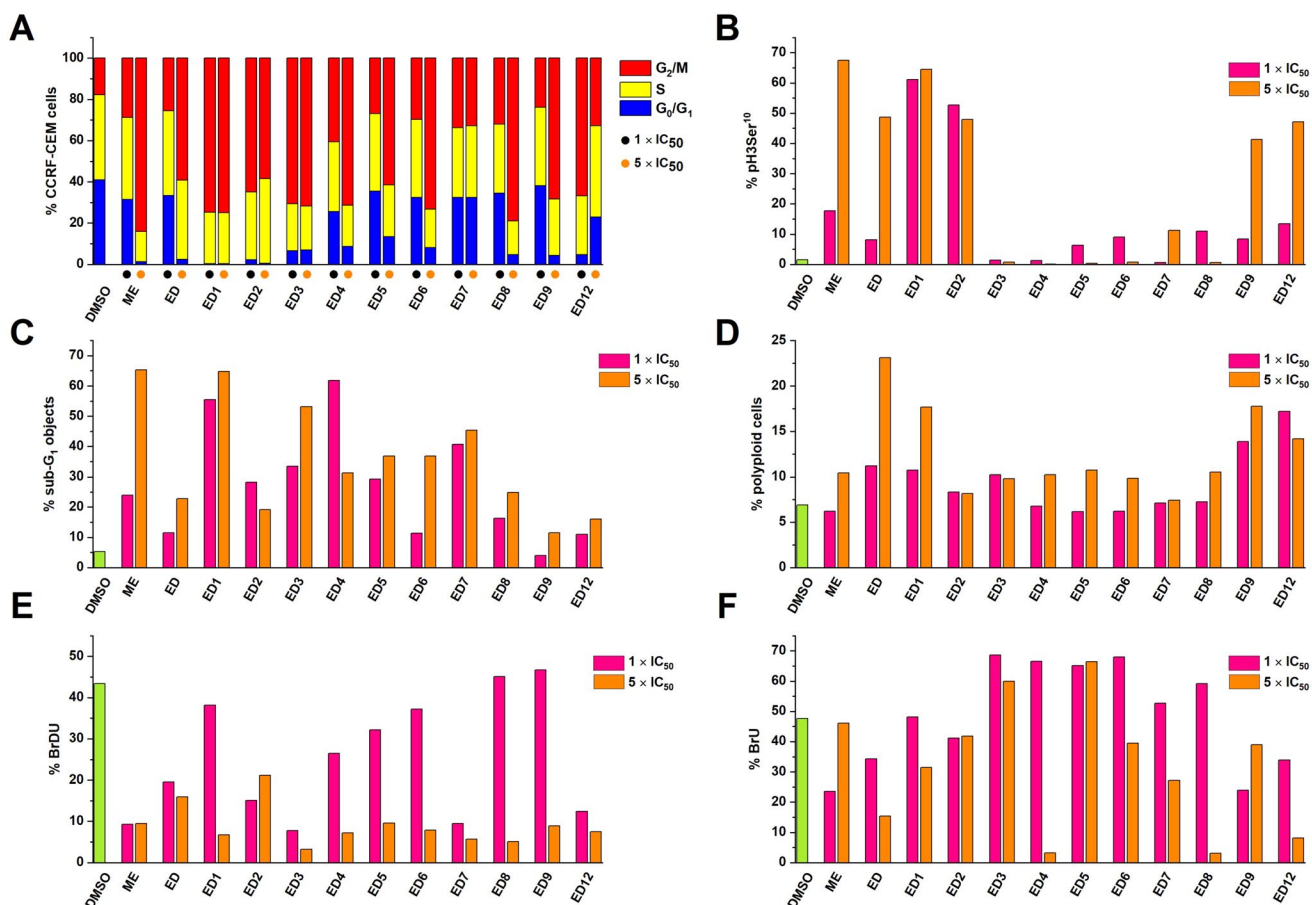 A
% CCRF-CEM cells
100
80
60
40
20
0
G₂/M
S
G₀/G₁
1 × IC₅₀
5 × IC₅₀
DMSO ME ED ED1 ED2 ED3 ED4 ED5 ED6 ED7 ED8 ED9 ED12
B
% pH3Ser¹⁰
70
60
50
40
30
20
10
0
1 × IC₅₀
5 × IC₅₀
DMSO ME ED ED1 ED2 ED3 ED4 ED5 ED6 ED7 ED8 ED9 ED12
C
% sub-G₁ objects
70
60
50
40
30
20
10
0
1 × IC₅₀
5 × IC₅₀
DMSO ME ED ED1 ED2 ED3 ED4 ED5 ED6 ED7 ED8 ED9 ED12
D
% polyploid cells
25
20
15
10
5
0
1 × IC₅₀
5 × IC₅₀
DMSO ME ED ED1 ED2 ED3 ED4 ED5 ED6 ED7 ED8 ED9 ED12
E
% BrDU
50
40
30
20
10
0
1 × IC₅₀
5 × IC₅₀
DMSO ME ED ED1 ED2 ED3 ED4 ED5 ED6 ED7 ED8 ED9 ED12
F
% BrU
70
60
50
40
30
20
10
0
1 × IC₅₀
5 × IC₅₀
DMSO ME ED ED1 ED2 ED3 ED4 ED5 ED6 ED7 ED8 ED9 ED12